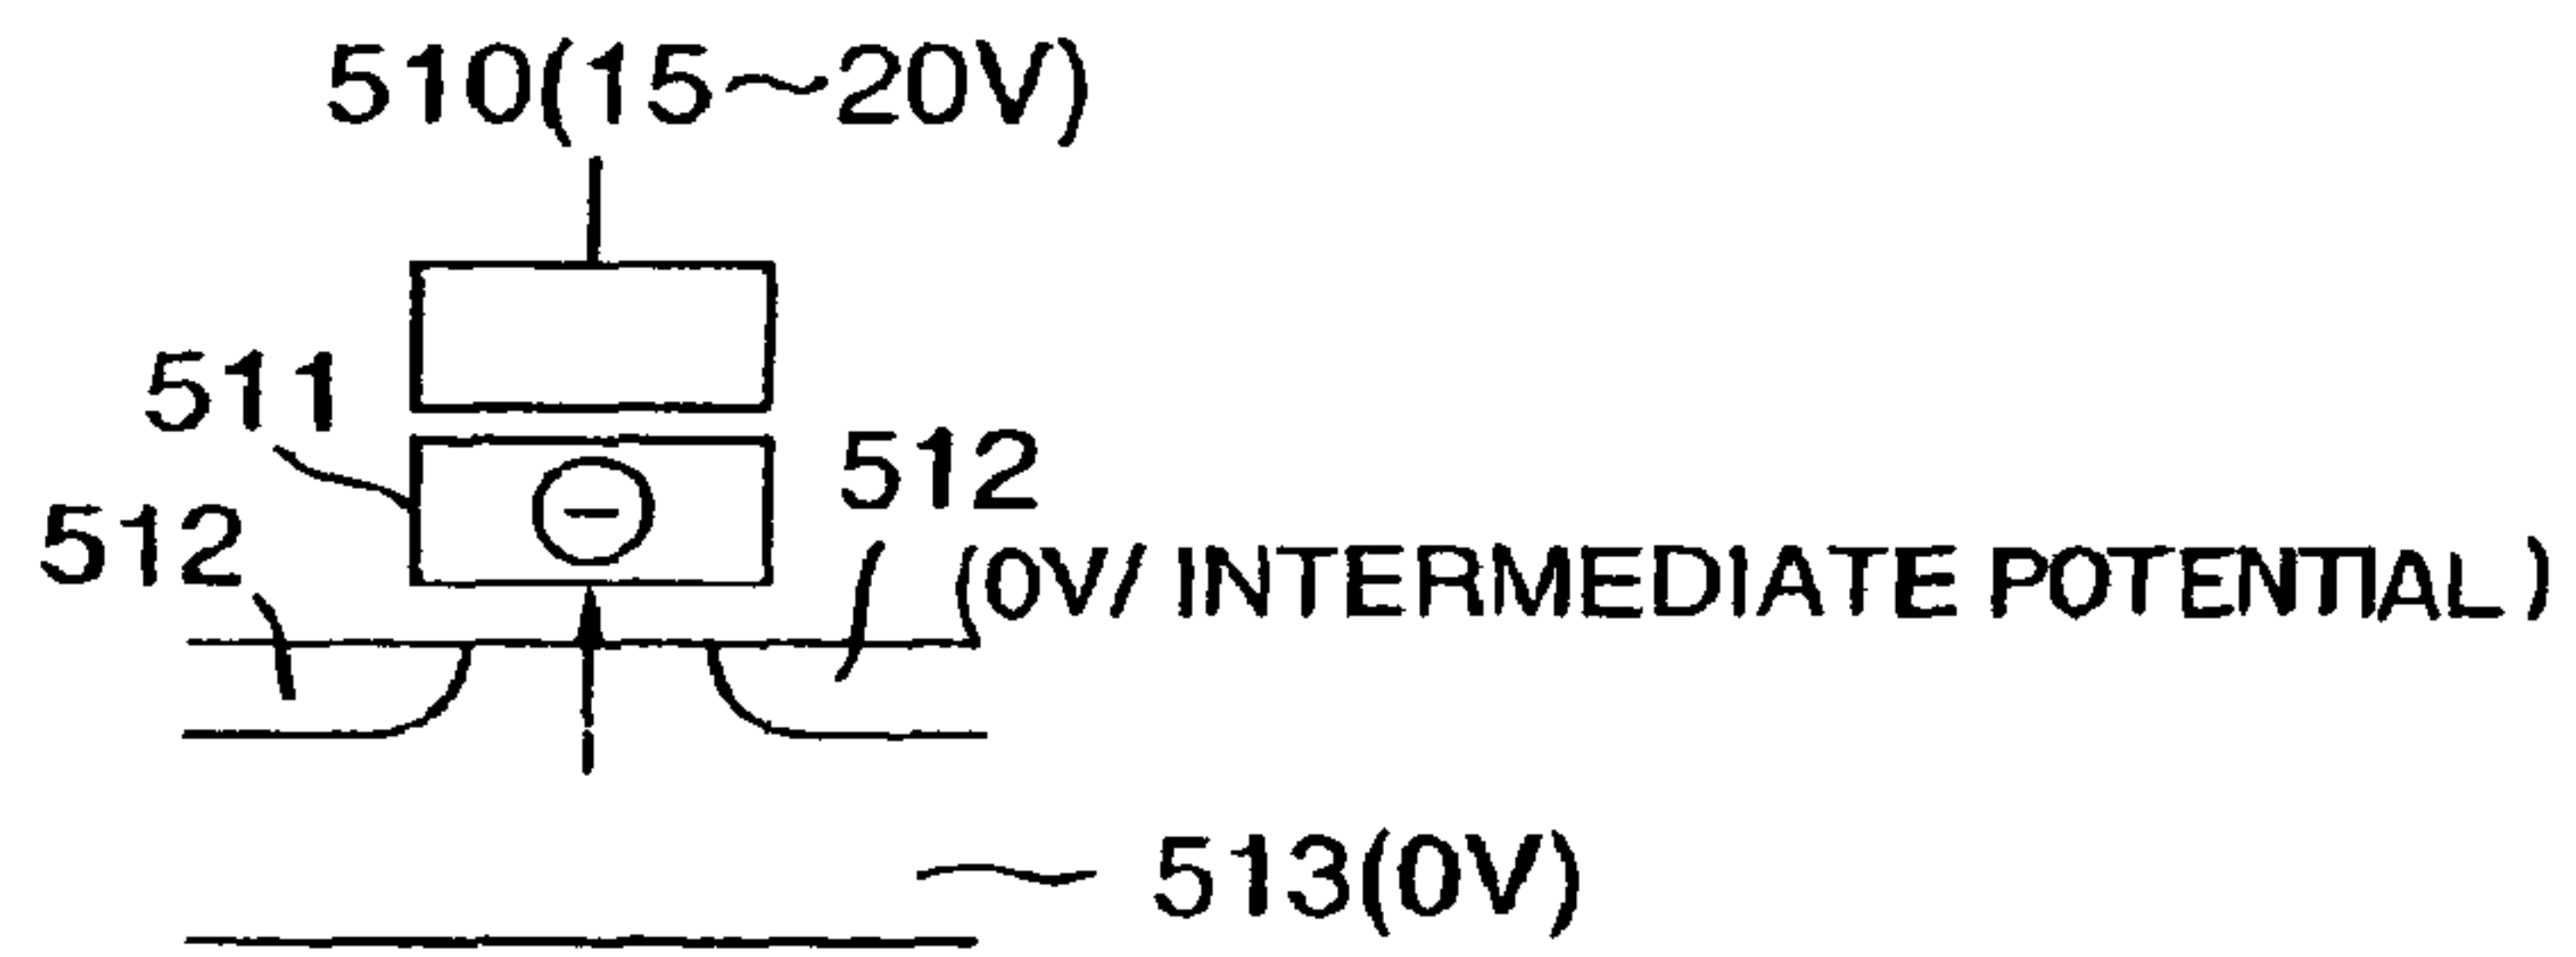 510(15~20V)
511
512
512
(0V/ INTERMEDIATE POTENTIAL)
513(0V)